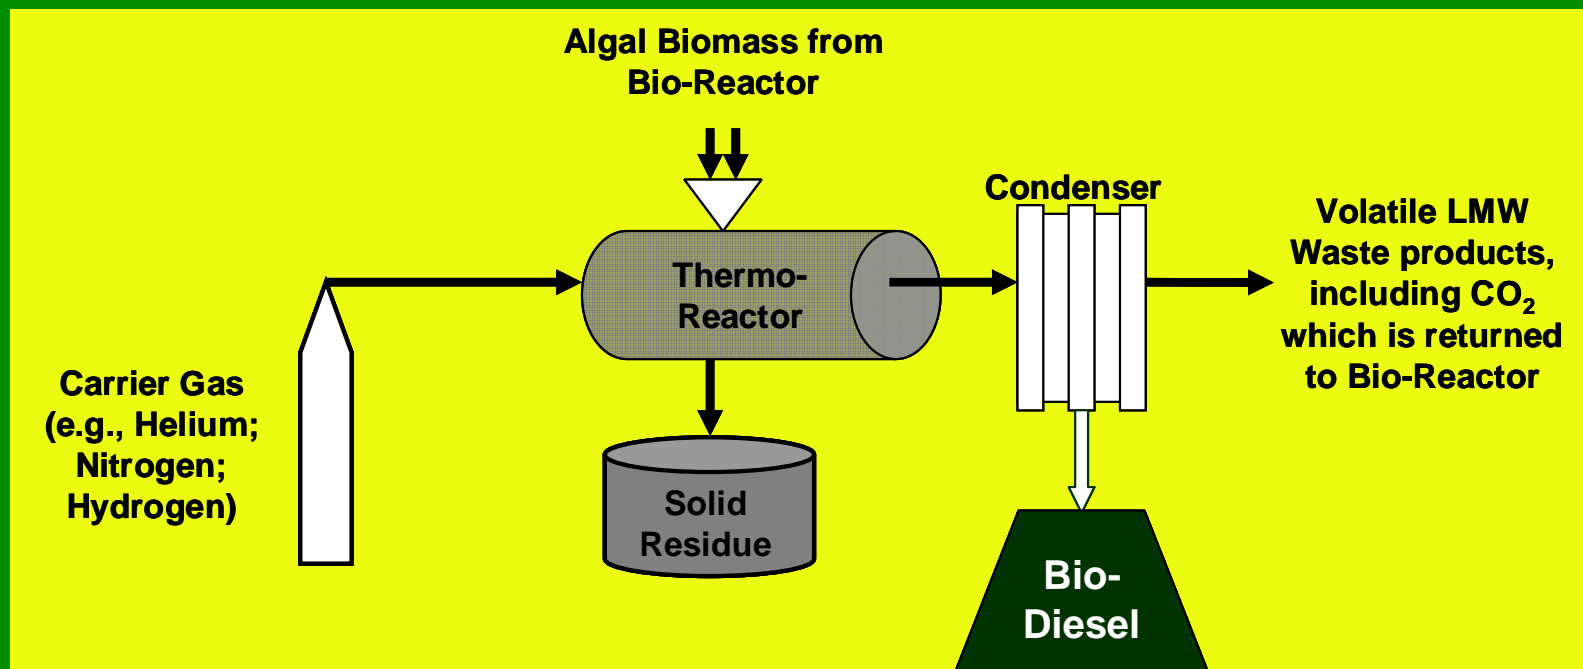 Algal Biomass from
Bio-Reactor
Condenser
Volatile LMW
Waste products,
including CO₂
which is returned
to Bio-Reactor
Thermo-
Reactor
Carrier Gas
(e.g., Helium;
Nitrogen;
Hydrogen)
Solid
Residue
Bio-
Diesel